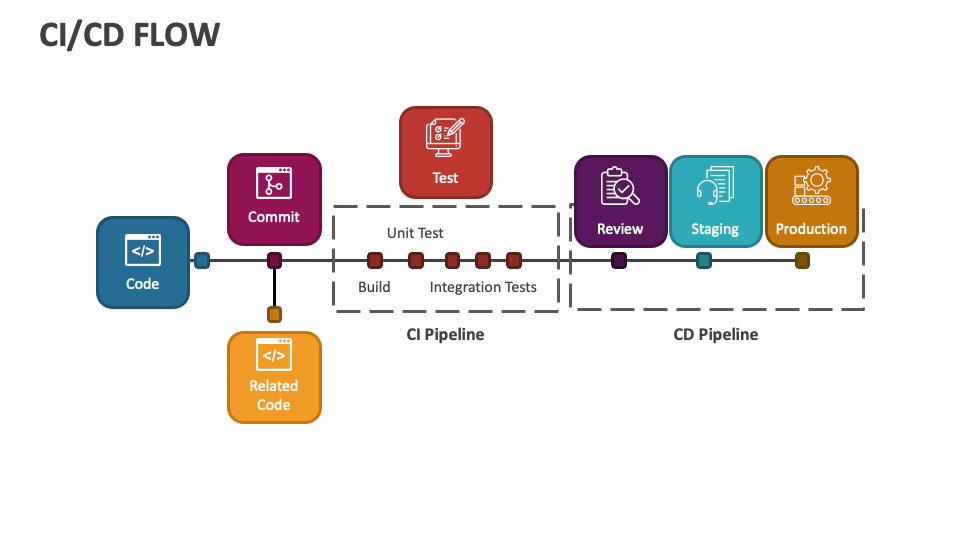 CI/CD FLOW
Test
Commit
Code
Related
Code
Unit Test
Build
Integration Tests
CI Pipeline
Review
Staging
Production
CD Pipeline